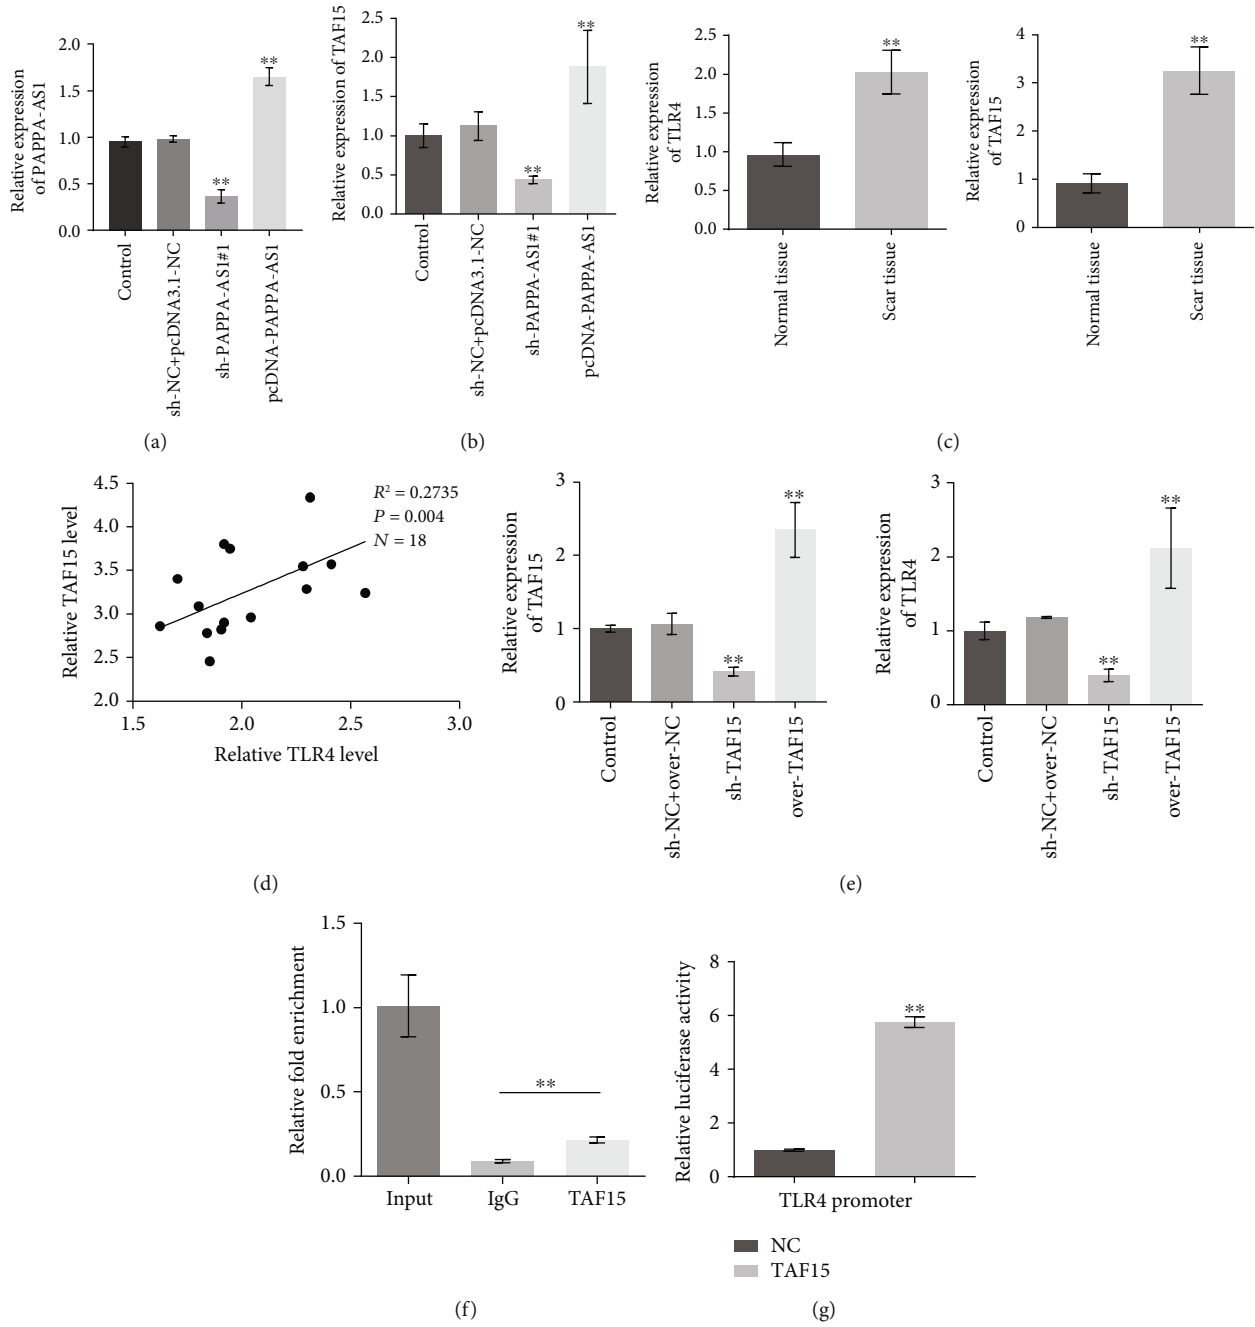 Relative expression
of PAPPA-AS1
2.0
1.5
1.0
0.5
0.0
**
**
Control
sh-NC+pcDNA3.1-NC
sh-PAPPA-AS1#1
pcDNA-PAPPA-AS1
(a)
Relative expression of TAF15
2.5
2.0
1.5
1.0
0.5
0.0
**
**
Control
sh-NC+pcDNA3.1-NC
sh-PAPPA-AS1#1
pcDNA-PAPPA-AS1
(b)
Relative expression
of TLR4
2.5
2.0
1.5
1.0
0.5
0.0
**
Normal tissue
Scar tissue
Relative expression
of TAF15
4
3
2
1
0
**
Normal tissue
Scar tissue
(c)
Relative TAF15 level
4.5
4.0
3.5
3.0
2.5
2.0
1.5
2.0
2.5
3.0
Relative TLR4 level
R² = 0.2735
P = 0.004
N = 18
(d)
Relative expression
of TAF15
3
2
1
0
**
**
Control
sh-NC+over-NC
sh-TAF15
over-TAF15
Relative expression
of TLR4
3
2
1
0
**
**
Control
sh-NC+over-NC
sh-TAF15
over-TAF15
(e)
Relative fold enrichment
1.5
1.0
0.5
0.0
**
Input
IgG
TAF15
(f)
Relative luciferase activity
8
6
4
2
0
**
TLR4 promoter
NC
TAF15
(g)